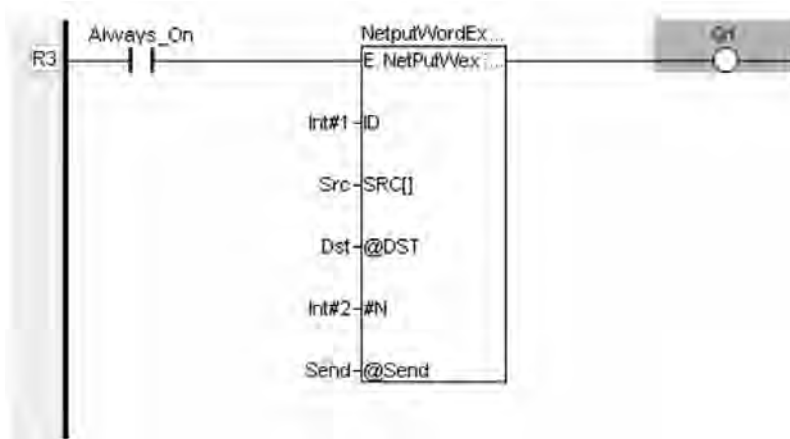 Always_On NetputWordEx...
R3 E NetPutWex ...
Int#1 ID
Src SRC[]
Dst @DST
Int#2 #N
Send @Send